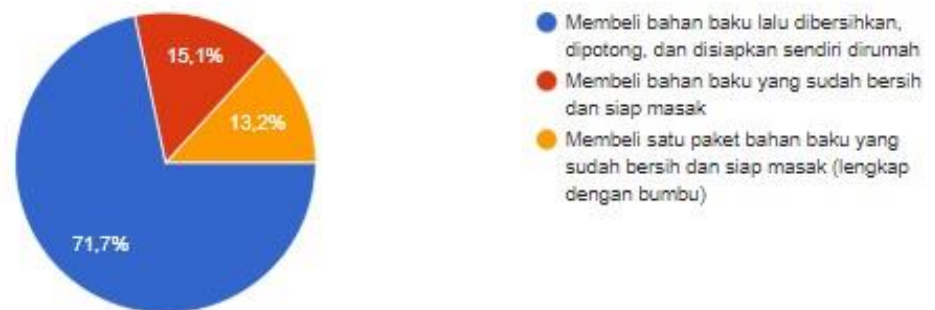 15,1%
13,2%
71,7%
Membeli bahan baku lalu dibersihkan,
dipotong, dan disiapkan sendiri dirumah
Membeli bahan baku yang sudah bersih
dan siap masak
Membeli satu paket bahan baku yang
sudah bersih dan siap masak (lengkap
dengan bumbu)